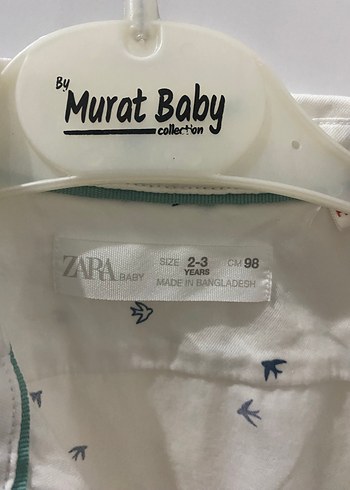 By
Murat Baby
collection
ZARA BABY
SIZE 2-3 YEARS CM 98
MADE IN BANGLADESH